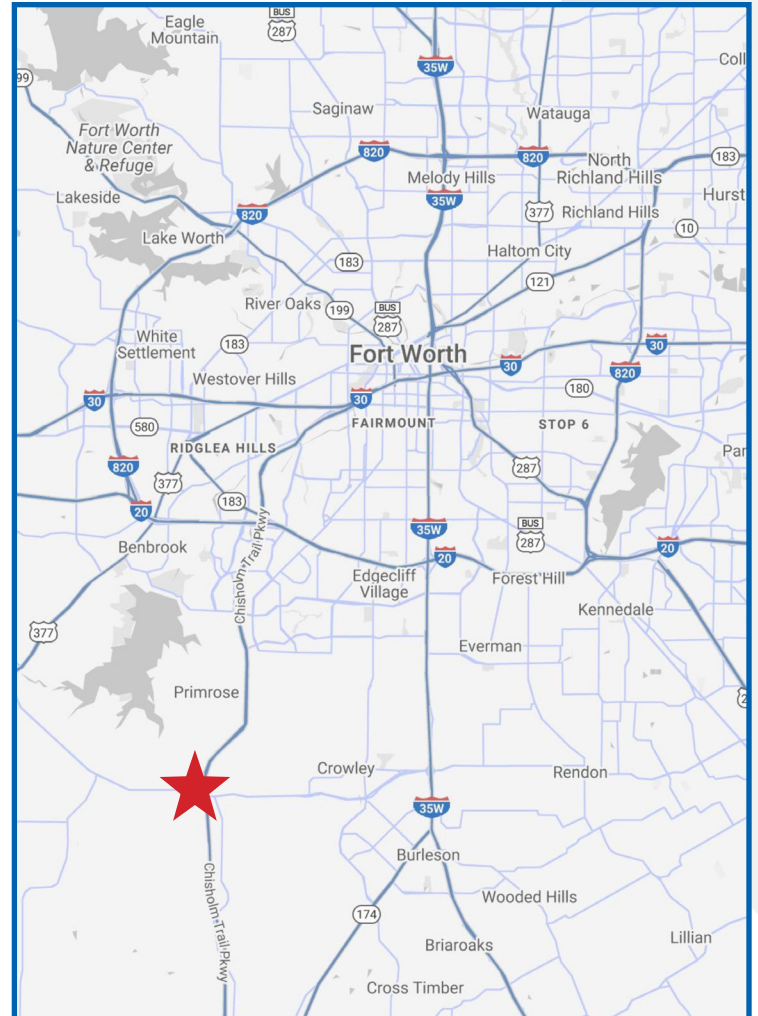 Eagle
Mountain
BUS
287
35W
Coll
99
Saginaw
Watauga
Fort Worth
Nature Center
& Refuge
820
820
North
Richland Hills
183
Melody Hills
Lakeside
35W
Hurst
820
377
Richland Hills
10
Lake Worth
Haltom City
183
121
River Oaks
199
BUS
287
White
Settlement
183
Fort Worth
30
820
30
Westover Hills
180
30
30
FAIRMOUNT
STOP 6
580
RIDGLEA HILLS
Par
820
377
287
183
20
35W
BUS
287
Benbrook
Chisholm Trail Pkwy
20
20
Edgecliff
Village
Forest Hill
Kennedale
377
Everman
Primrose
2
Crowley
Rendon
35W
Burleson
Chisholm Trail Pkwy
Wooded Hills
174
Briaroaks
Lillian
Cross Timber